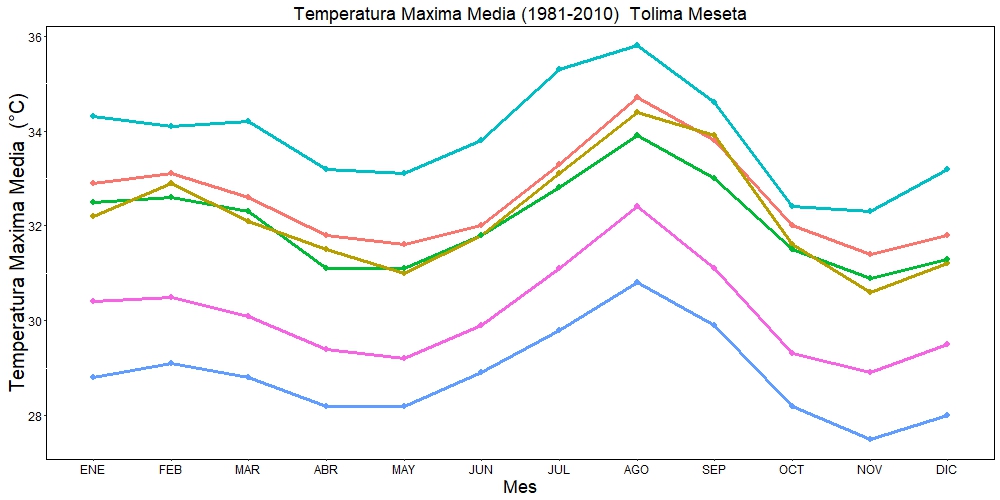 Temperatura Maxima Media (1981-2010)  Tolima Meseta
Temperatura Maxima Media (°C)
36
34
32
30
28
ENE FEB MAR ABR MAY JUN JUL AGO SEP OCT NOV DIC
Mes